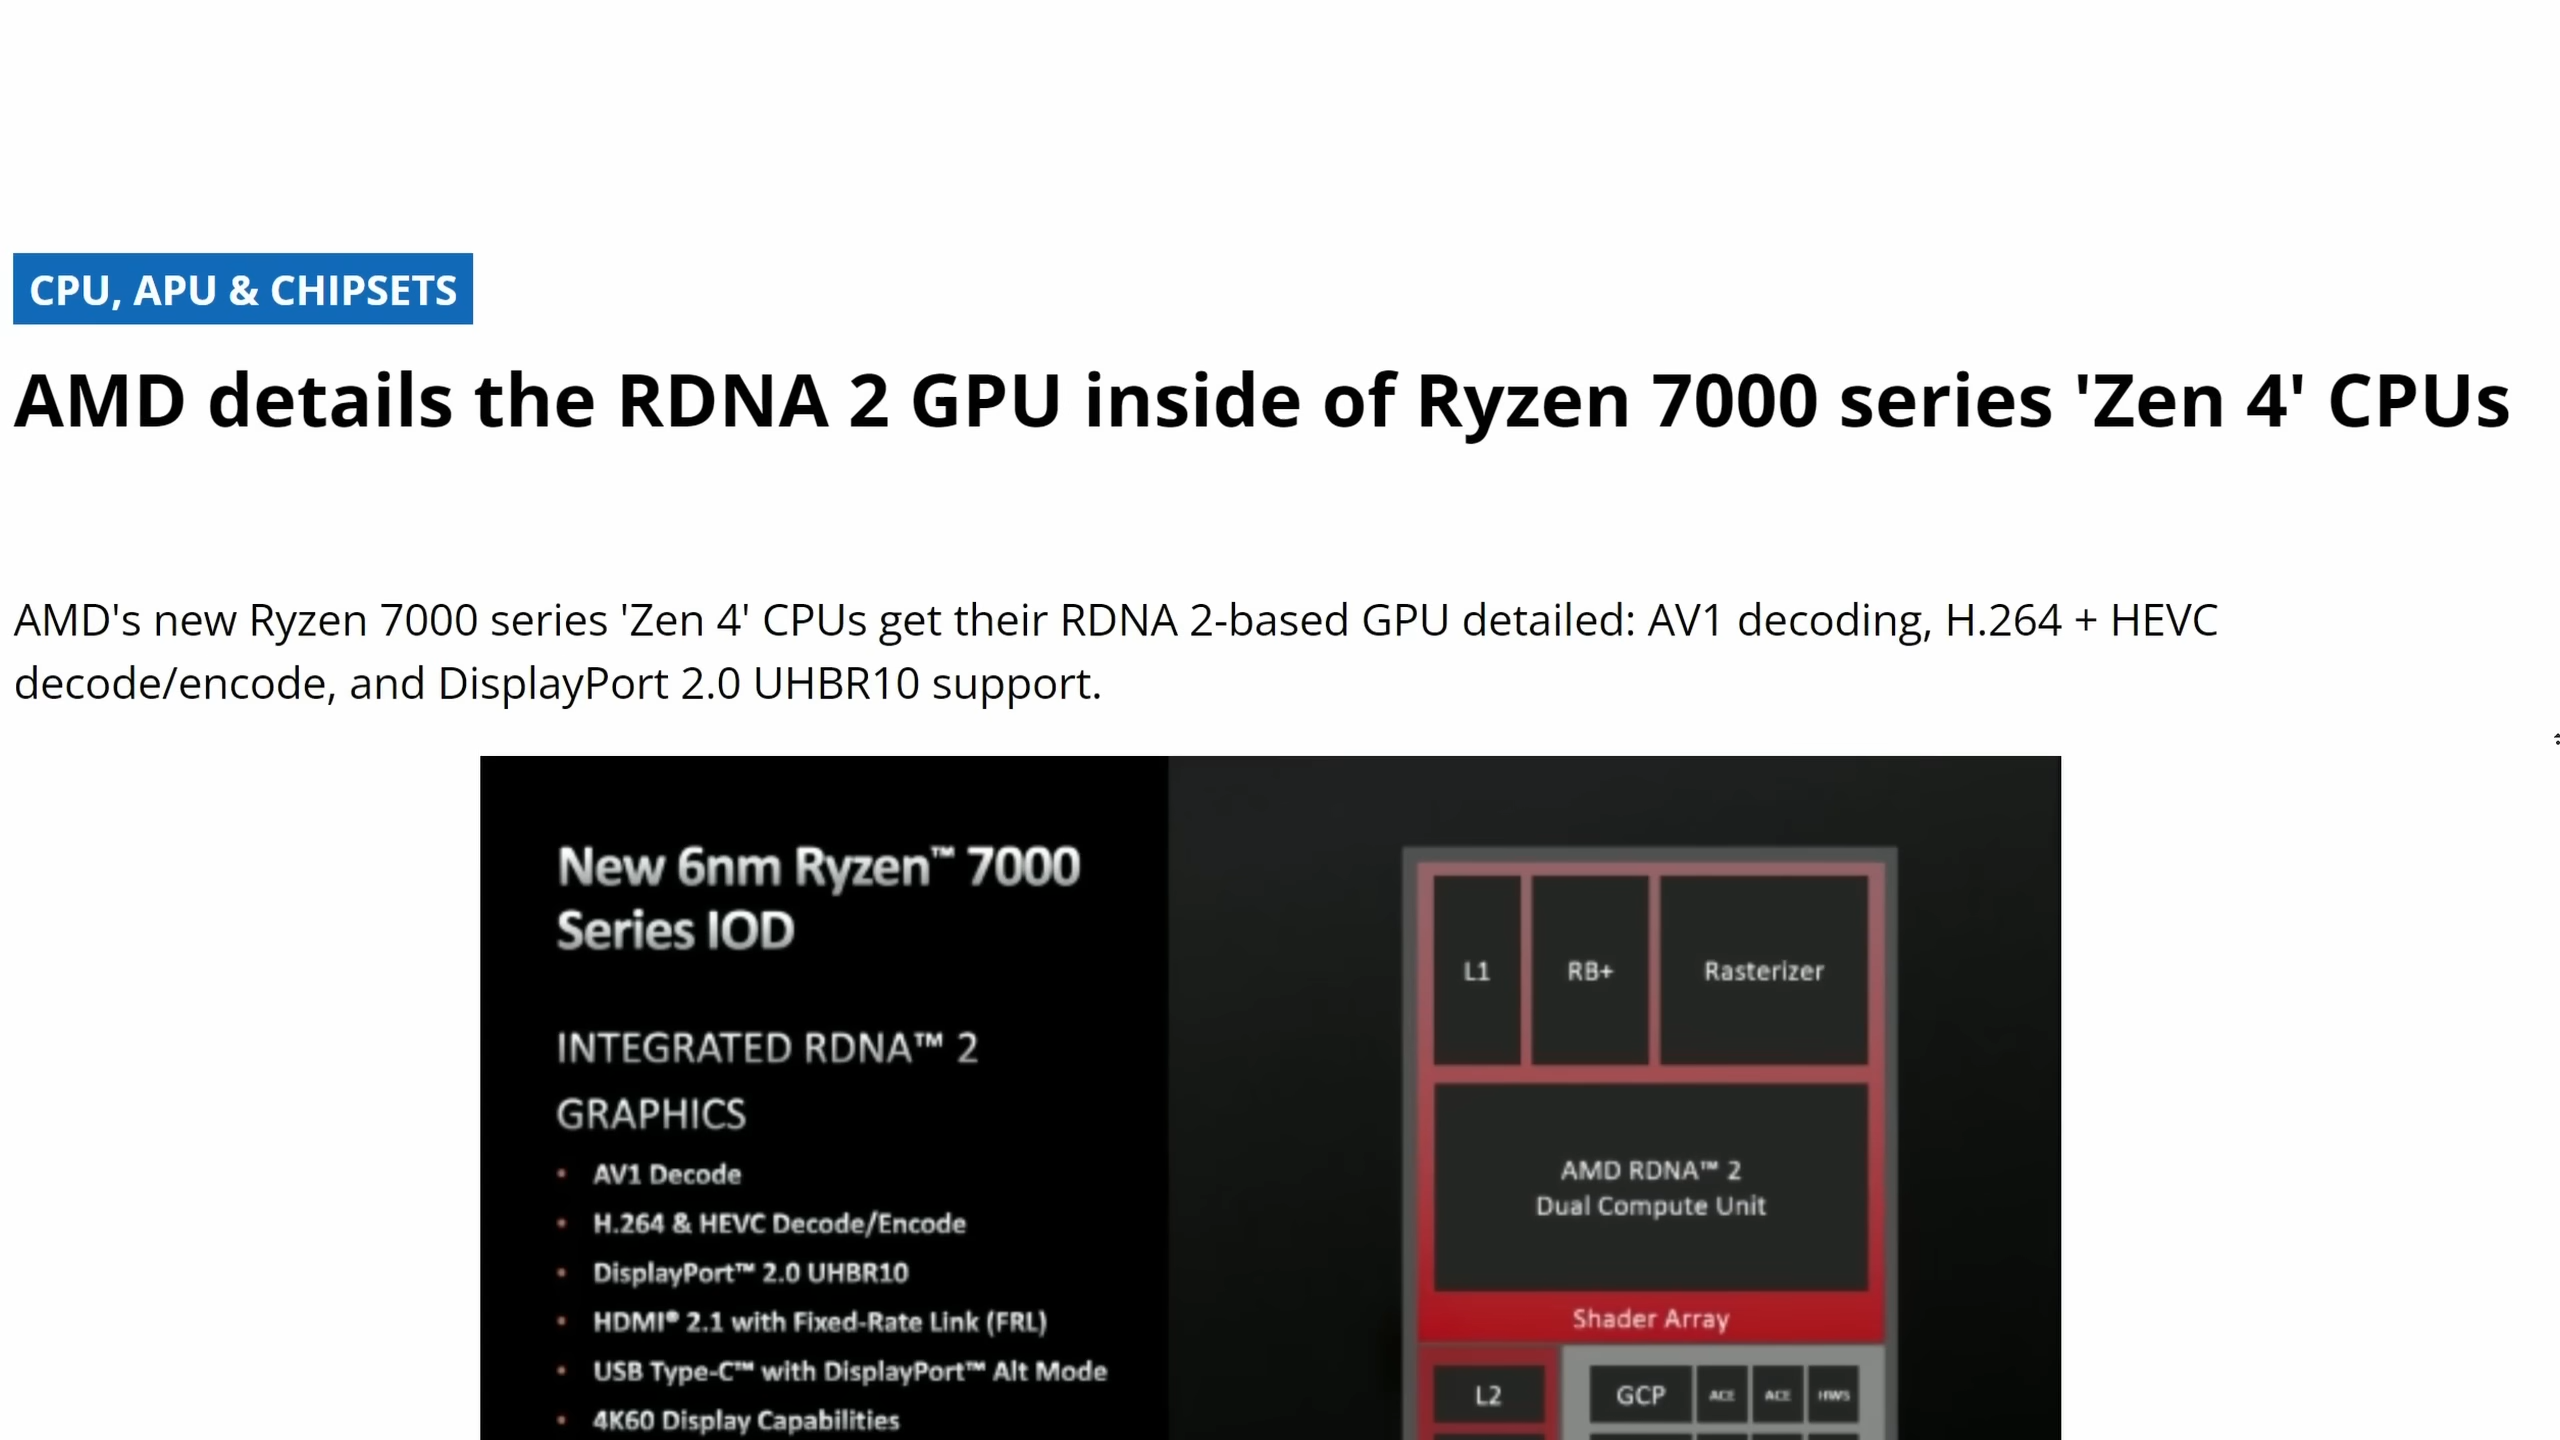 CPU, APU & CHIPSETS
AMD details the RDNA 2 GPU inside of Ryzen 7000 series 'Zen 4' CPUs
AMD's new Ryzen 7000 series 'Zen 4' CPUs get their RDNA 2-based GPU detailed: AV1 decoding, H.264 + HEVC
decode/encode, and DisplayPort 2.0 UHBR10 support.
New 6nm Ryzen™ 7000
Series IOD
INTEGRATED RDNA™ 2
GRAPHICS
• AV1 Decode
• H.264 & HEVC Decode/Encode
• DisplayPort™ 2.0 UHBR10
• HDMI® 2.1 with Fixed-Rate Link (FRL)
• USB Type-C™ with DisplayPort™ Alt Mode
• 4K60 Display Capabilities
L1
RB+
Rasterizer
AMD RDNA™ 2
Dual Compute Unit
Shader Array
L2
GCP
ACE
ACE
HWS